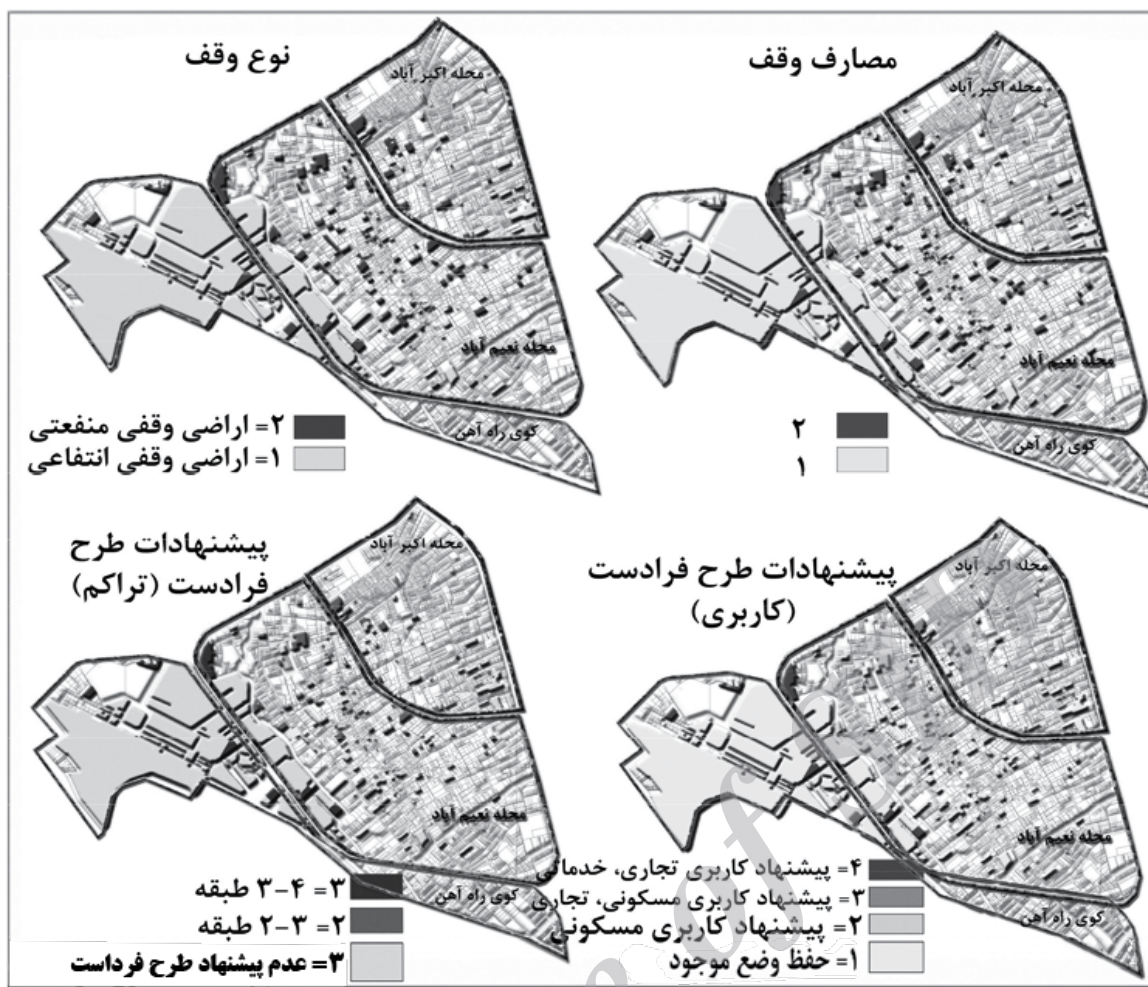 مصارف وقف
محله اکبر آباد
محله نعیم آباد
کوی راه آهن
۲
۱
نوع وقف
محله اکبر آباد
محله نعیم آباد
کوی راه آهن
۲= اراضی وقفی منفعتی
۱= اراضی وقفی انتفاعی
پیشنهادات طرح فرادست
(کاربری)
محله اکبر آباد
محله نعیم آباد
کوی راه آهن
۴= پیشنهاد کاربری تجاری، خدماتی
۳= پیشنهاد کاربری مسکونی، تجاری
۲= پیشنهاد کاربری مسکونی
۱= حفظ وضع موجود
پیشنهادات طرح
فرادست (تراکم)
محله اکبر آباد
محله نعیم آباد
کوی راه آهن
۳= ۴-۳ طبقه
۲= ۳-۲ طبقه
۳= عدم پیشنهاد طرح فرداست